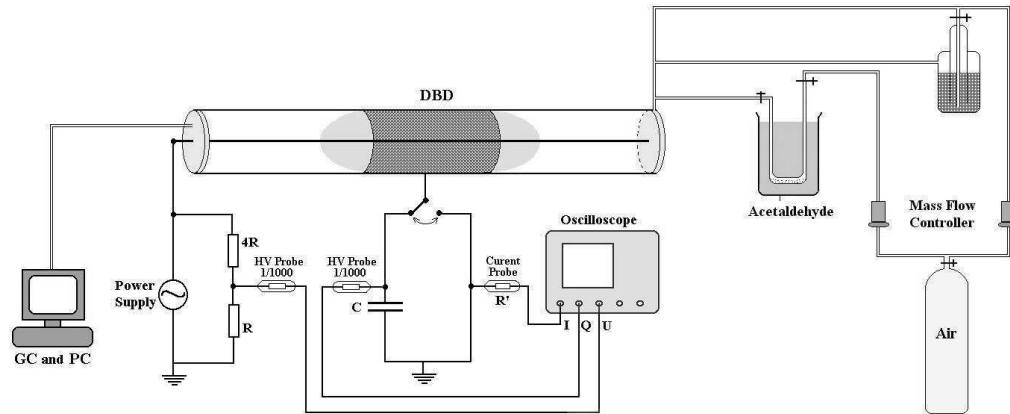 DBD
Acetaldehyde
Mass Flow
Controller
Oscilloscope
4R
HV Probe
1/1000
HV Probe
1/1000
Curent
Probe
R'
Power
Supply
R
C
I Q U
GC and PC
Air